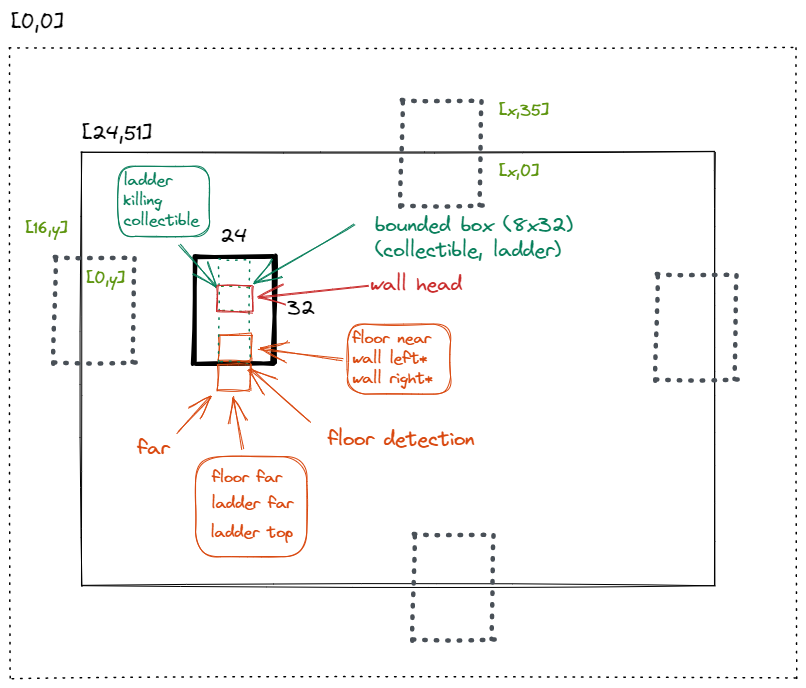 [0,0]
[24,51]
[x,35]
[x,0]
ladder
killing
collectible
[16,y]
[0,y]
24
32
bounded box (8x32)
(collectible, ladder)
wall head
floor near
wall left*
wall right*
far
floor detection
floor far
ladder far
ladder top